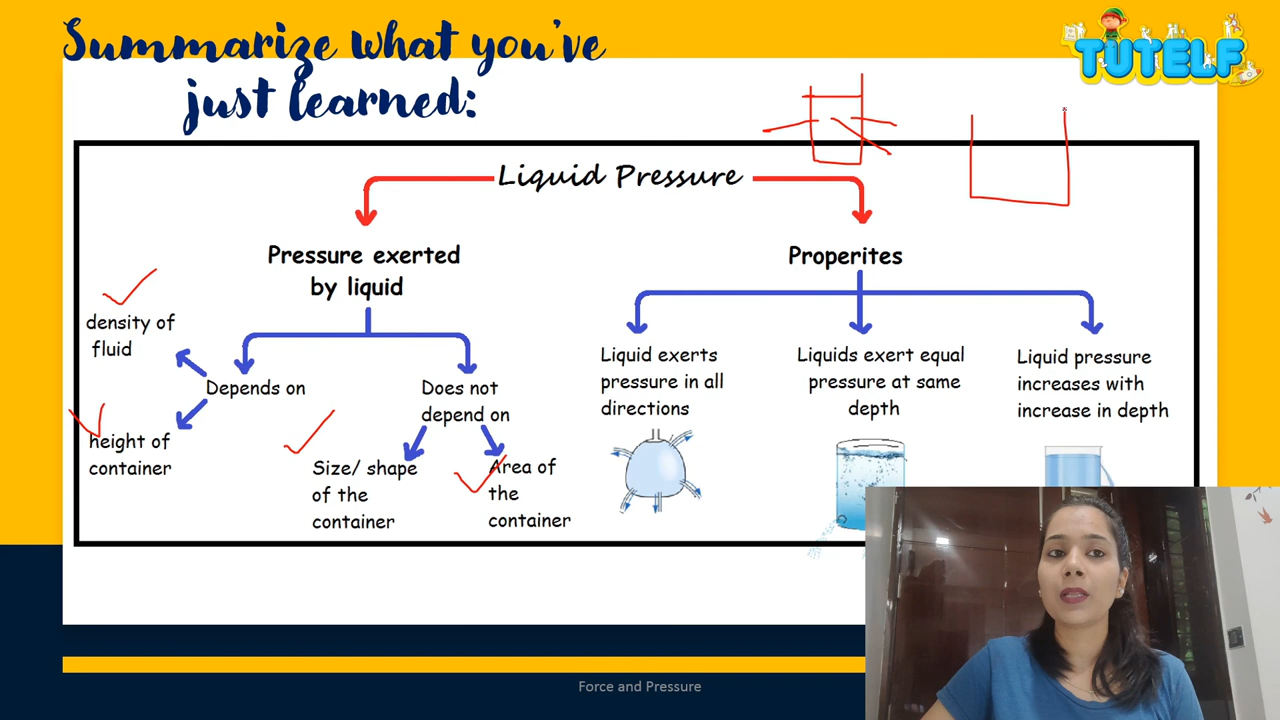 Summarize what you've
just learned:
TUTELF
Liquid Pressure
Pressure exerted
by liquid
Properites
density of
fluid
Depends on
height of
container
Does not
depend on
Size/ shape
of the
container
Area of
the
container
Liquid exerts
pressure in all
directions
Liquids exert equal
pressure at same
depth
Liquid pressure
increases with
increase in depth
Force and Pressure